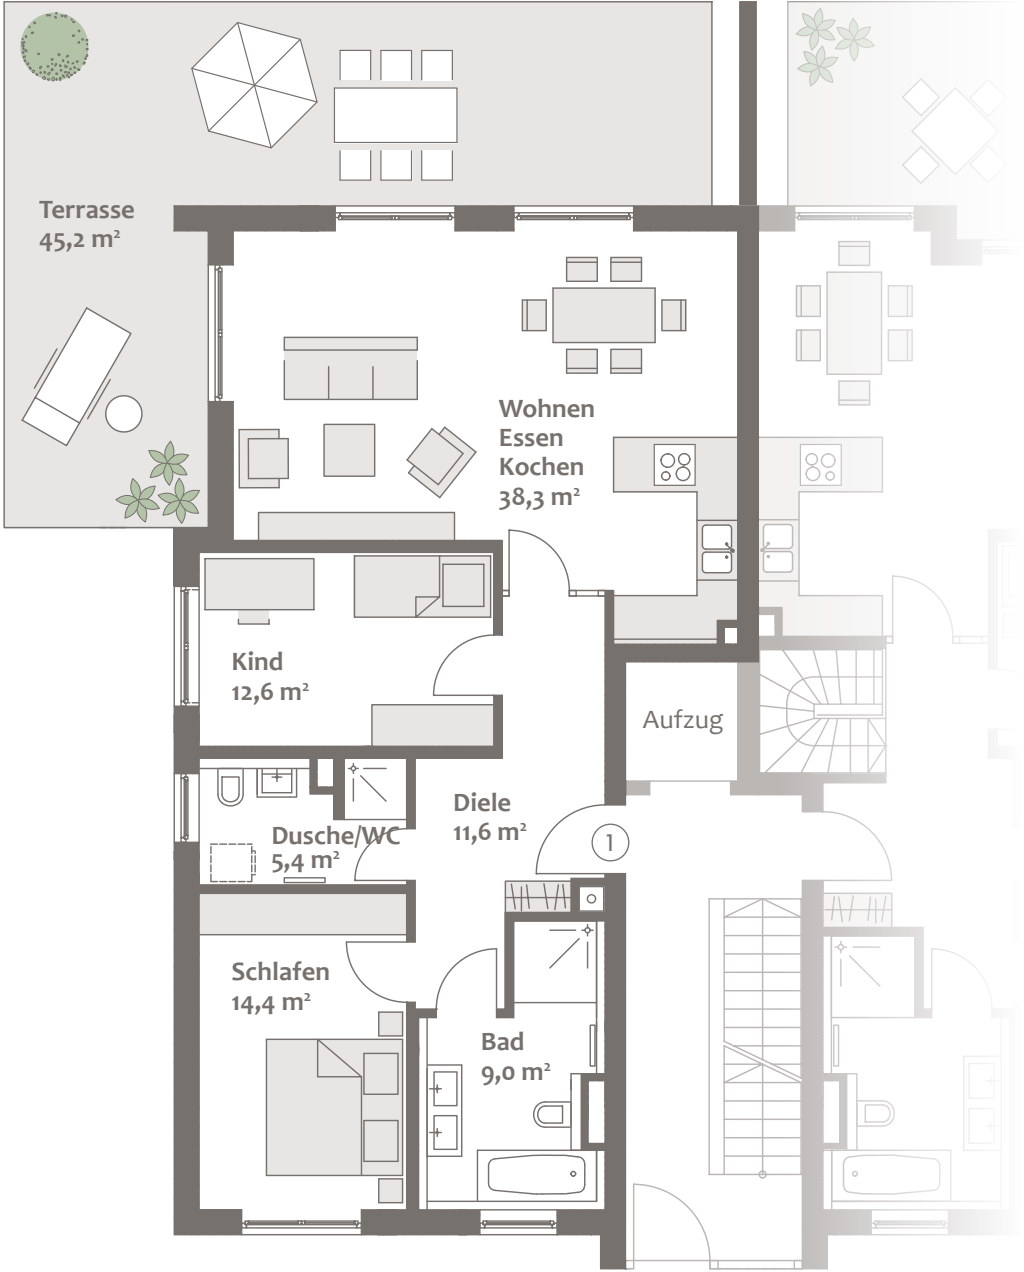 Terrasse
45,2 m²
Wohnen
Essen
Kochen
38,3 m²
Kind
12,6 m²
Aufzug
Diele
11,6 m²
1
Dusche/WC
5,4 m²
Schlafen
14,4 m²
Bad
9,0 m²